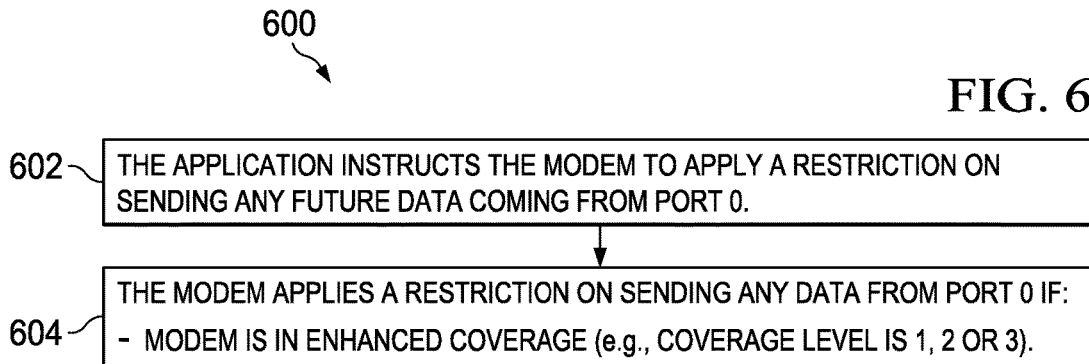 600
FIG. 6
602
THE APPLICATION INSTRUCTS THE MODEM TO APPLY A RESTRICTION ON
SENDING ANY FUTURE DATA COMING FROM PORT 0.
THE MODEM APPLIES A RESTRICTION ON SENDING ANY DATA FROM PORT 0 IF:
604
- MODEM IS IN ENHANCED COVERAGE (e.g., COVERAGE LEVEL IS 1, 2 OR 3).